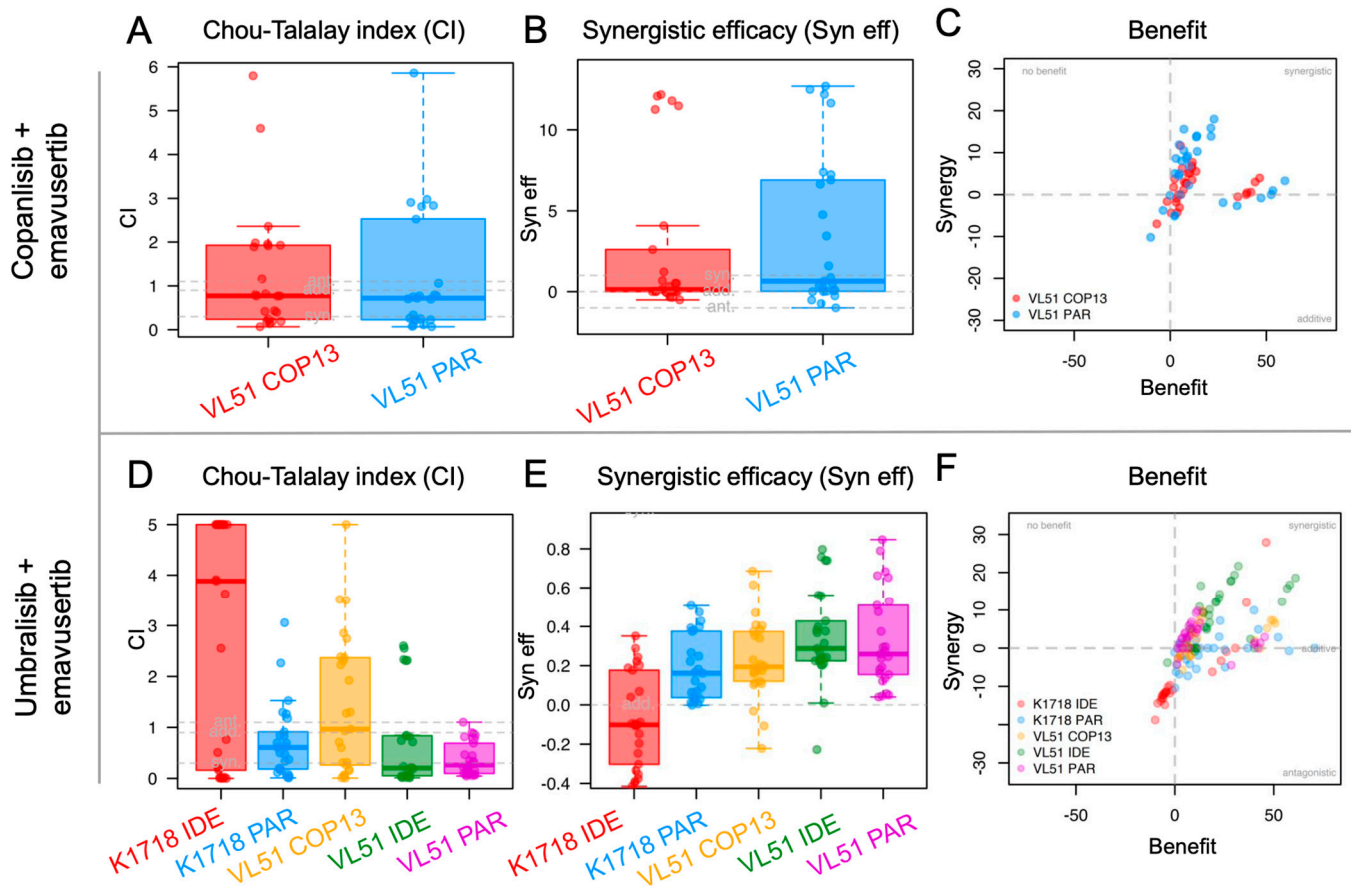 Copanlisib +
emavusertib
A Chou-Talalay index (CI)
CI
6
5
4
3
2
1
0
ant.
add.
syn.
VL51 COP13
VL51 PAR
B Synergistic efficacy (Syn eff)
Syn eff
10
5
0
syn.
add.
ant.
VL51 COP13
VL51 PAR
C Benefit
Synergy
30
20
10
0
-10
-20
-30
no benefit
synergistic
VL51 COP13
VL51 PAR
additive
-50 0 50
Benefit
Umbralisib +
emavusertib
D Chou-Talalay index (CI)
CI
5
4
3
2
1
0
ant.
add.
syn.
K1718 IDE
K1718 PAR
VL51 COP13
VL51 IDE
VL51 PAR
E Synergistic efficacy (Syn eff)
Syn eff
0.8
0.6
0.4
0.2
0.0
-0.2
-0.4
add.
K1718 IDE
K1718 PAR
VL51 COP13
VL51 IDE
VL51 PAR
F Benefit
Synergy
30
20
10
0
-10
-20
-30
no benefit
synergistic
additive
K1718 IDE
K1718 PAR
VL51 COP13
VL51 IDE
VL51 PAR
antagonistic
-50 0 50
Benefit